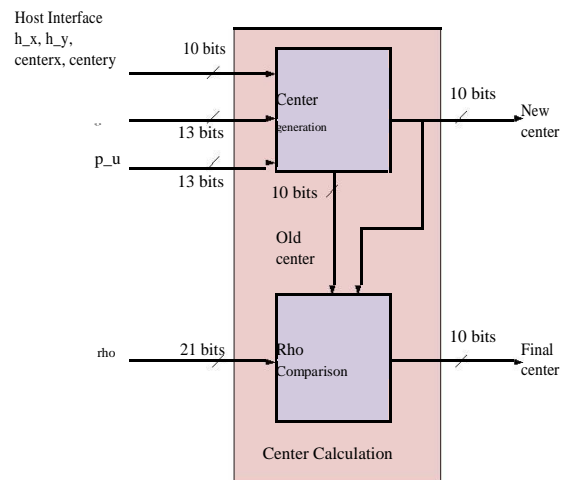 Host Interface
h_x, h_y,
centerx, centery
10 bits
Center
generation
10 bits
New
center
13 bits
p_u
13 bits
10 bits
Old
center
rho
21 bits
Rho
Comparison
10 bits
Final
center
Center Calculation